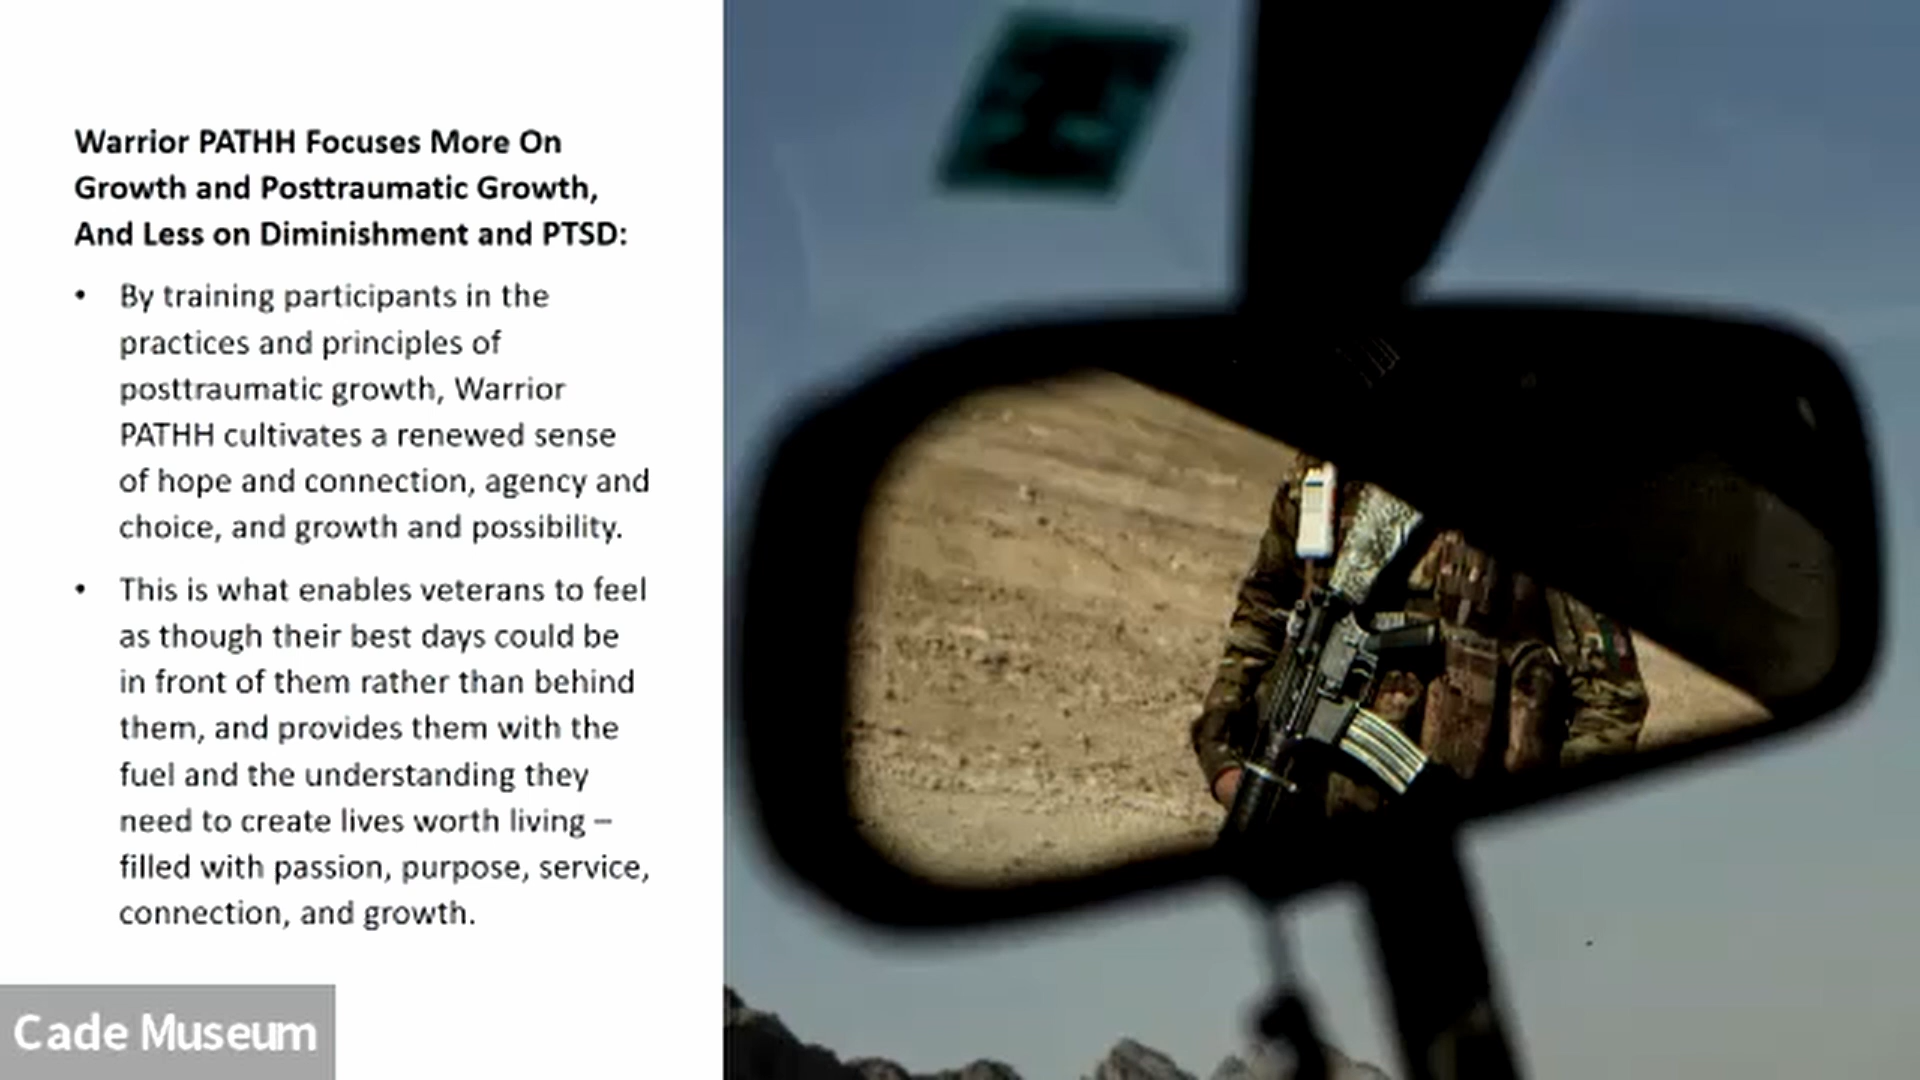 Warrior PATHH Focuses More On
Growth and Posttraumatic Growth,
And Less on Diminishment and PTSD:
• By training participants in the
practices and principles of
posttraumatic growth, Warrior
PATHH cultivates a renewed sense
of hope and connection, agency and
choice, and growth and possibility.
• This is what enables veterans to feel
as though their best days could be
in front of them rather than behind
them, and provides them with the
fuel and the understanding they
need to create lives worth living –
filled with passion, purpose, service,
connection, and growth.
Cade Museum